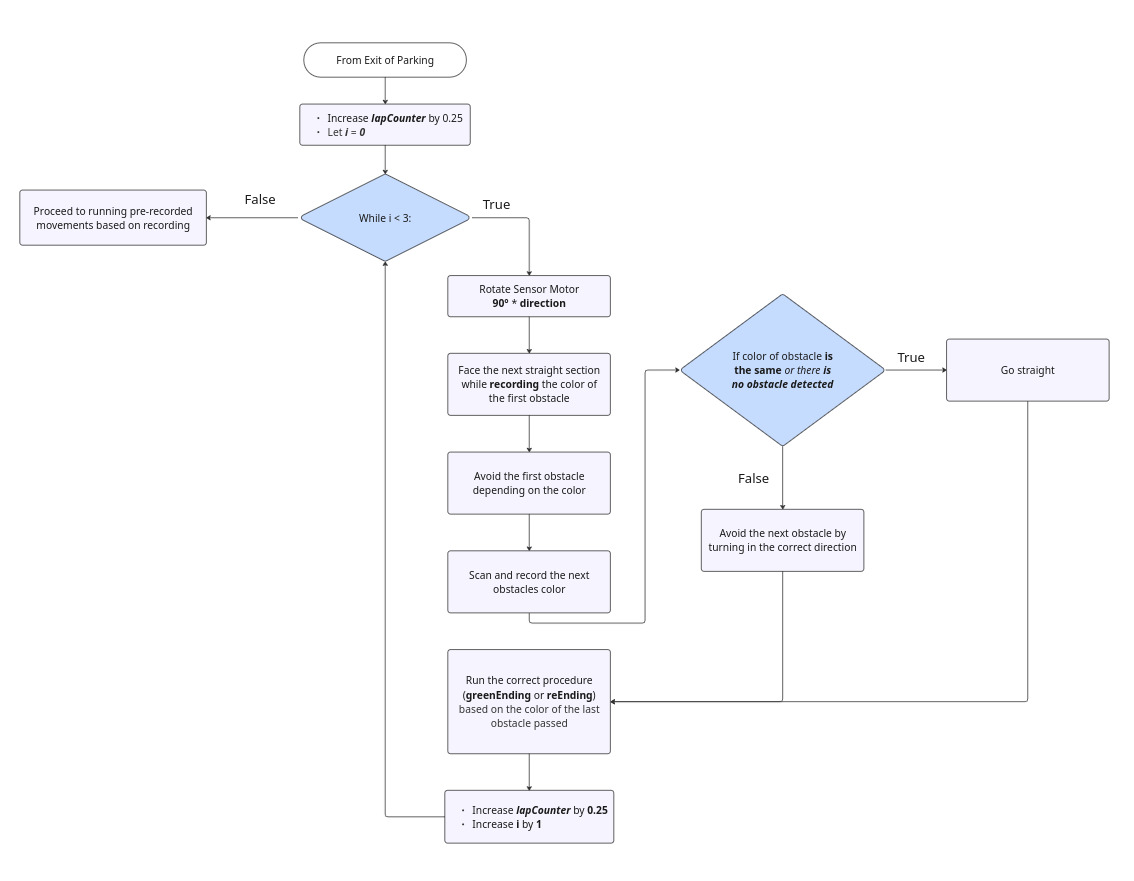 From Exit of Parking
· Increase lapCounter by 0.25
· Let i = 0
While i < 3:
False
True
Proceed to running pre-recorded
movements based on recording
Rotate Sensor Motor
90º * direction
Face the next straight section
while recording the color of
the first obstacle
Avoid the first obstacle
depending on the color
Scan and record the next
obstacles color
If color of obstacle is
the same or there is
no obstacle detected
True
Go straight
False
Avoid the next obstacle by
turning in the correct direction
Run the correct procedure
(greenEnding or reEnding)
based on the color of the last
obstacle passed
· Increase lapCounter by 0.25
· Increase i by 1